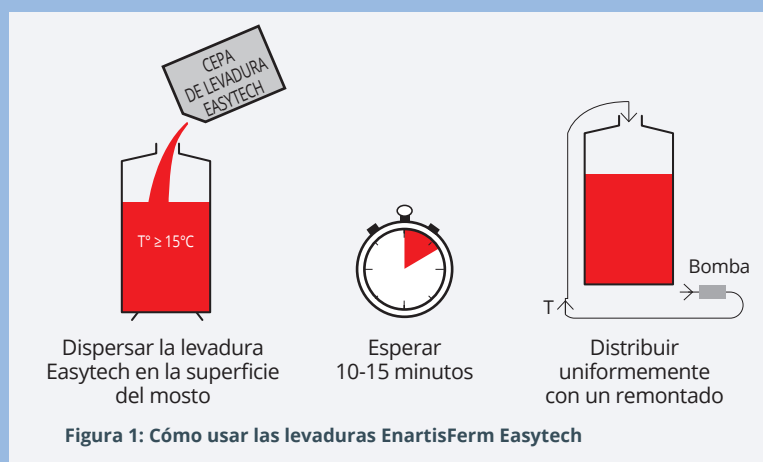 CEPA
DE LEVADURA
EASYTECH
T° ≥ 15°C
Dispersar la levadura
Easytech en la superficie
del mosto
Esperar
10-15 minutos
Bomba
T
Distribuir
uniformemente
con un remontado
Figura 1: Cómo usar las levaduras EnartisFerm Easytech